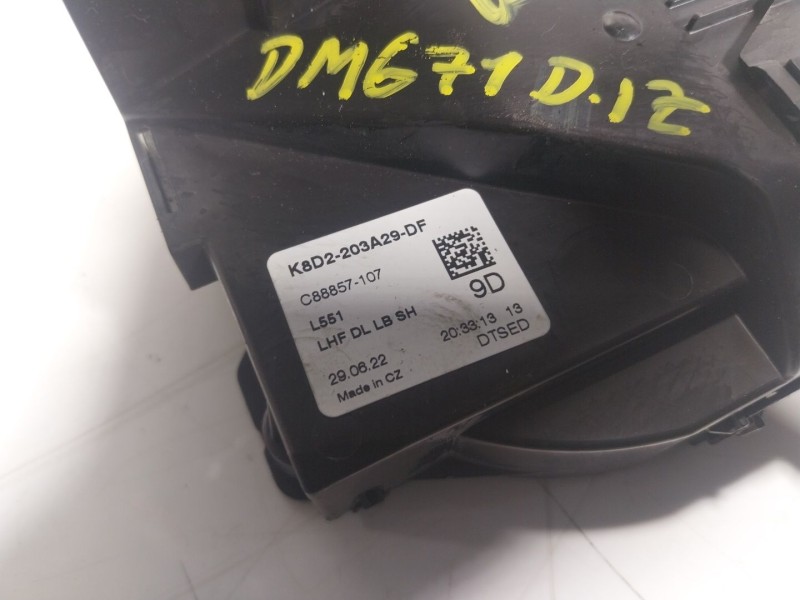 DM671 D.IZ
K8D2-203A29-DF
C88857-107
9D
L551
LHF DL LB SH
20:33:13 13
DTSED
29.06.22
Made in CZ